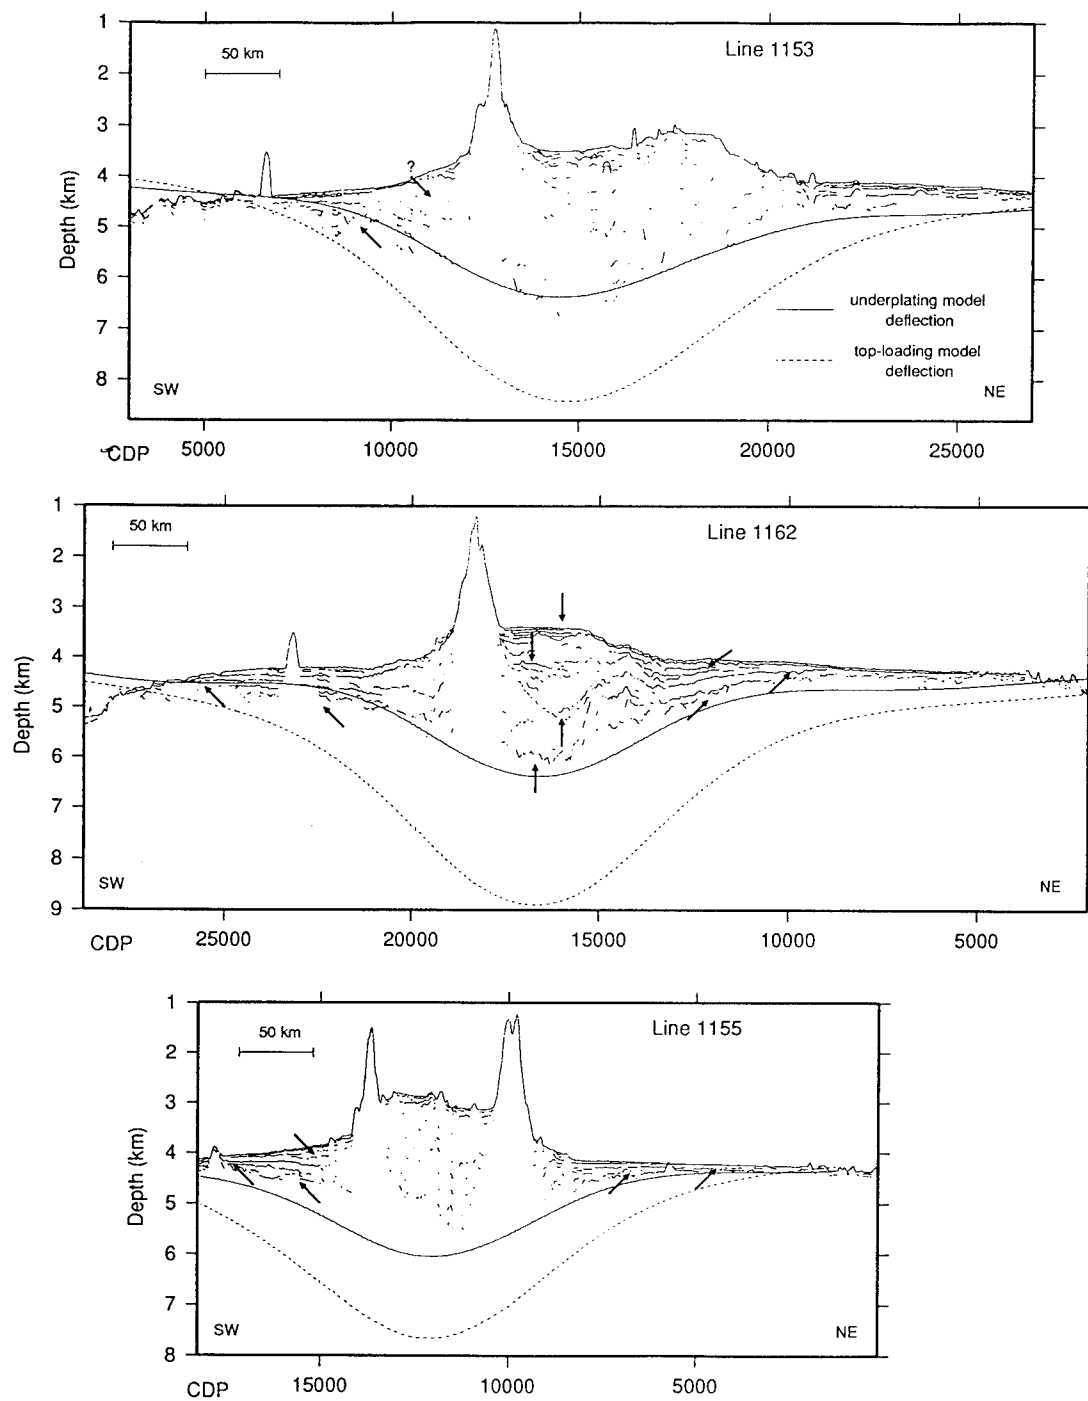 1
50 km
Line 1153
2
3
?
4
Depth (km)
5
6
underplating model
deflection
7
top-loading model
deflection
8
SW
NE
CDP
5000
10000
15000
20000
25000
1
50 km
Line 1162
2
3
4
Depth (km)
5
6
7
8
SW
NE
9
CDP
25000
20000
15000
10000
5000
1
50 km
Line 1155
2
3
4
Depth (km)
5
6
7
SW
NE
8
CDP
15000
10000
5000